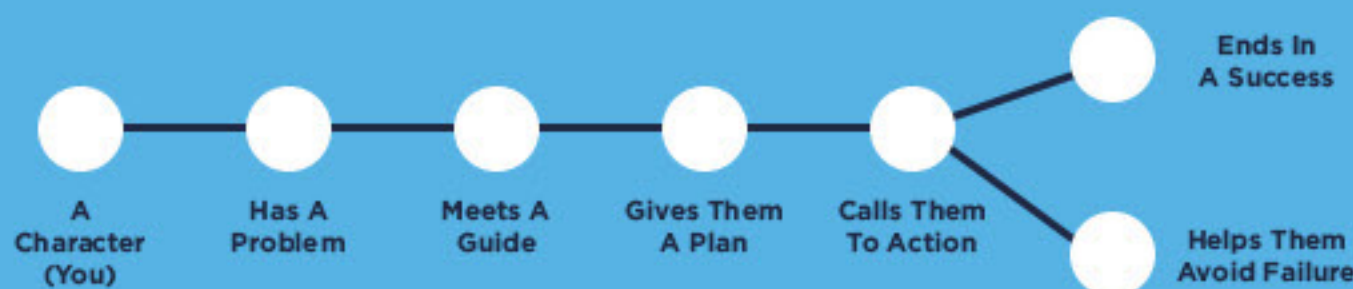 A
Character
(You)
Has A
Problem
Meets A
Guide
Gives Them
A Plan
Calls Them
To Action
Ends In
A Success
Helps Them
Avoid Failure